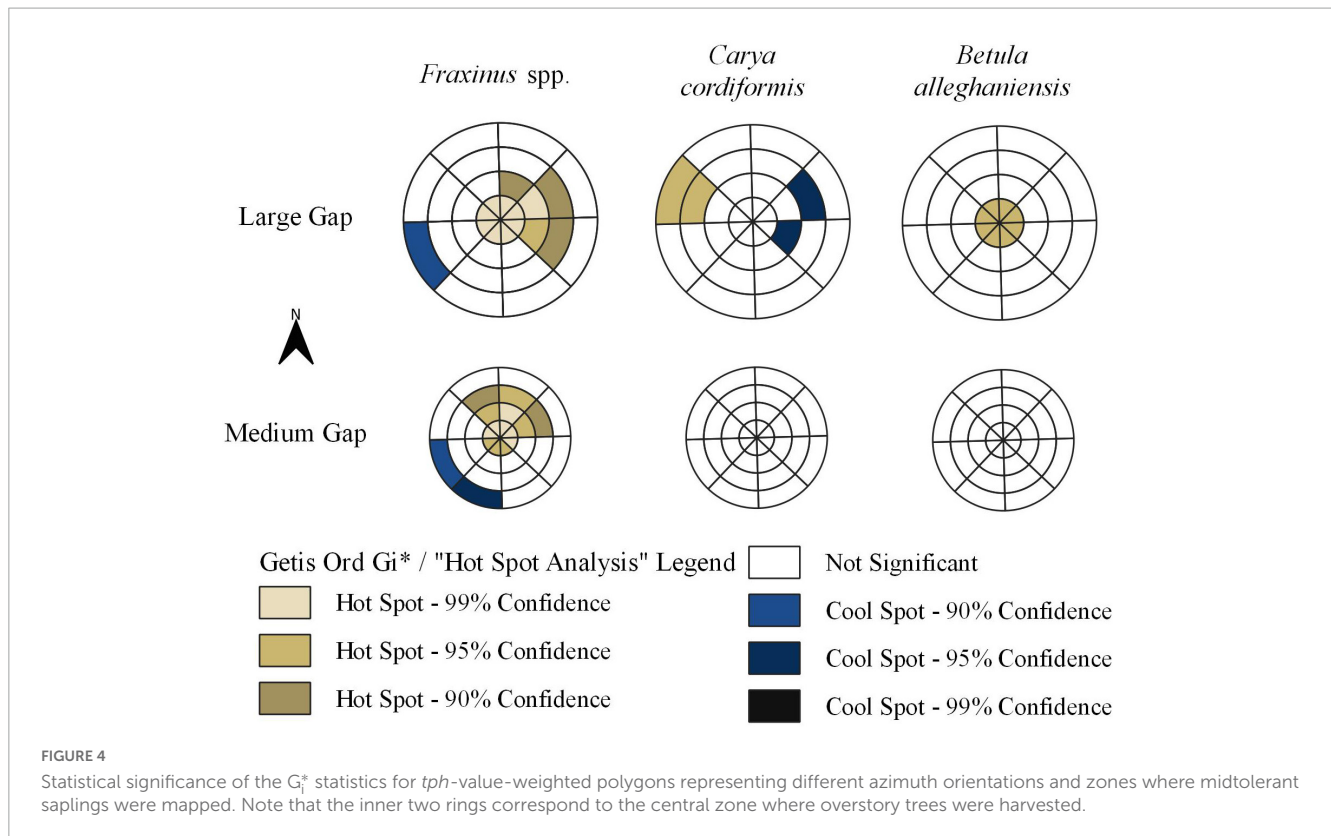 Fraxinus spp.
Carya
cordiformis
Betula
alleghaniensis
Large Gap
N
Medium Gap
Getis Ord Gi* / "Hot Spot Analysis" Legend
Hot Spot - 99% Confidence
Hot Spot - 95% Confidence
Hot Spot - 90% Confidence
Not Significant
Cool Spot - 90% Confidence
Cool Spot - 95% Confidence
Cool Spot - 99% Confidence
FIGURE 4
Statistical significance of the G*i statistics for tph-value-weighted polygons representing different azimuth orientations and zones where midtolerant
saplings were mapped. Note that the inner two rings correspond to the central zone where overstory trees were harvested.